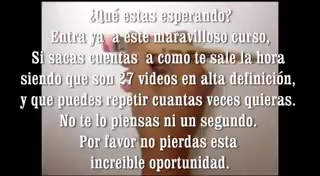 ¿Qué estas esperando?
Entra ya a este maravilloso curso,
Si sacas cuentas a como te sale la hora
siendo que son 27 videos en alta definición,
y que puedes repetir cuantas veces quieras.
No te lo piensas ni un segundo.
Por favor no pierdas esta
increible oportunidad.